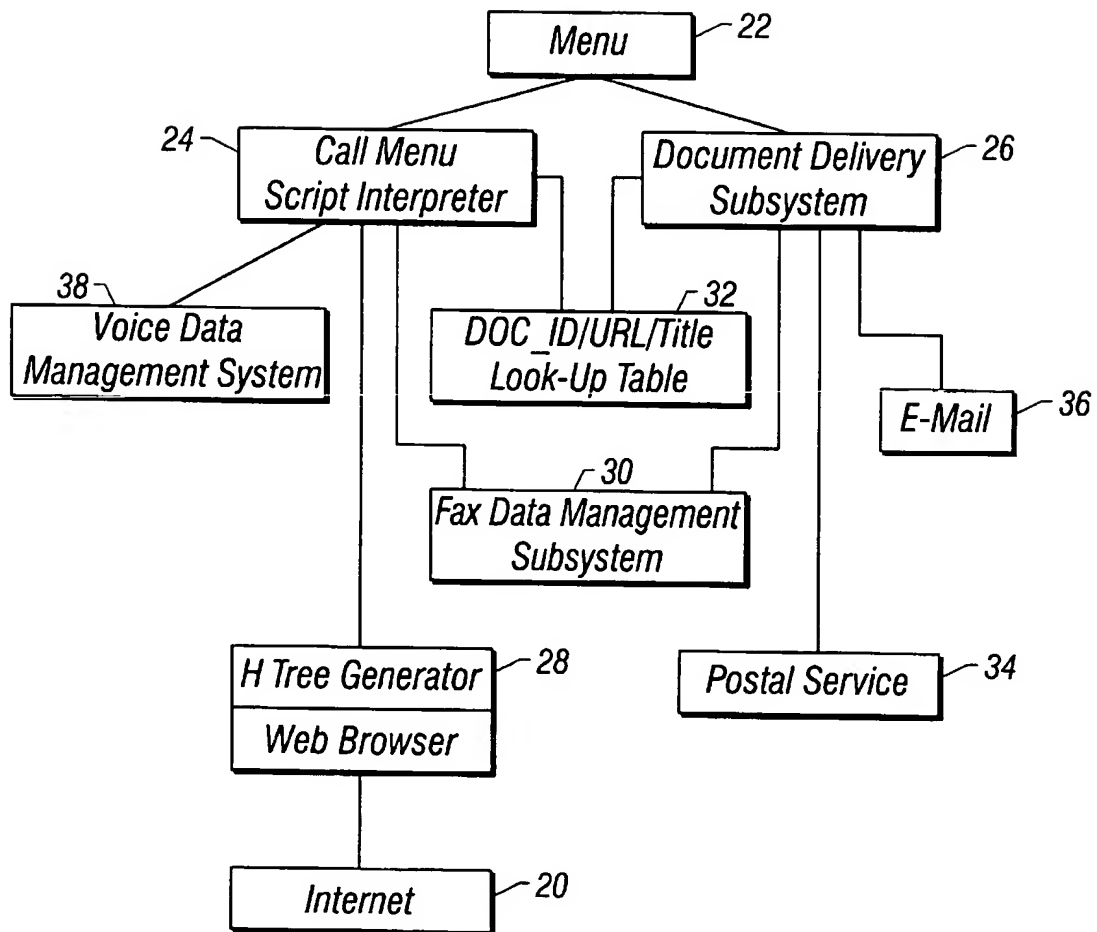 Menu
22
24
Call Menu
Script Interpreter
Document Delivery
Subsystem
26
38
Voice Data
Management System
32
DOC_ID/URL/Title
Look-Up Table
E-Mail
36
30
Fax Data Management
Subsystem
H Tree Generator
28
Web Browser
Postal Service
34
Internet
20